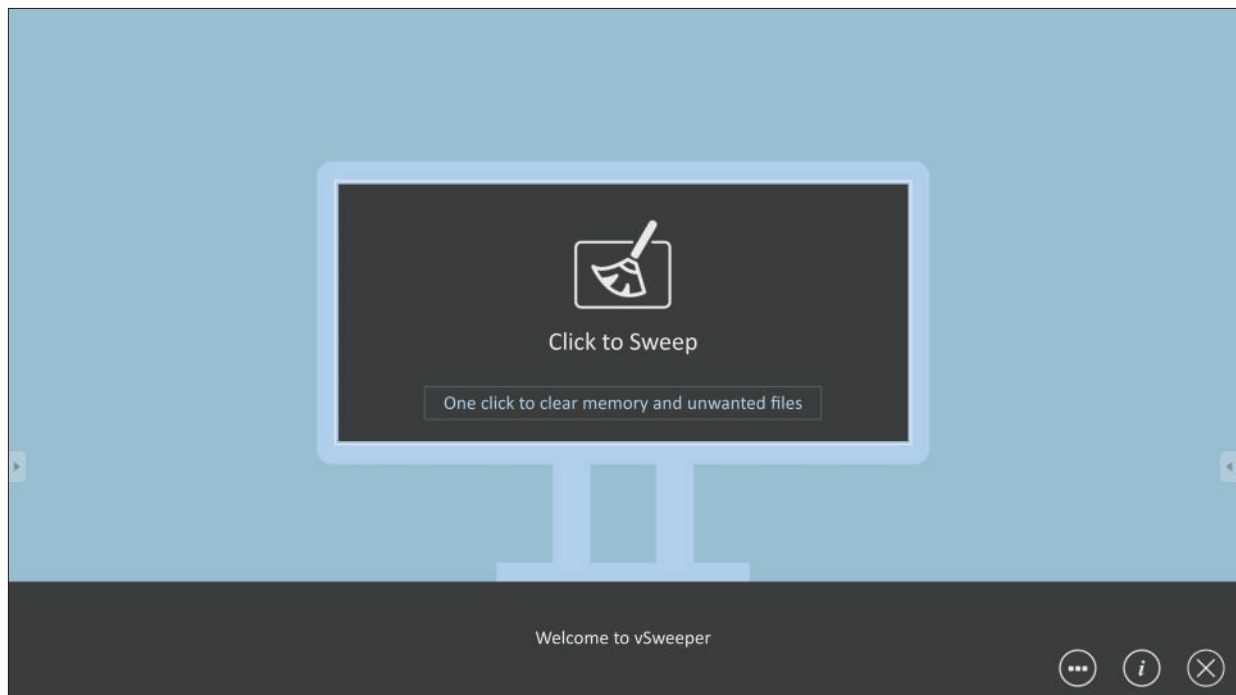 Click to Sweep
One click to clear memory and unwanted files
Welcome to vSweeper
i